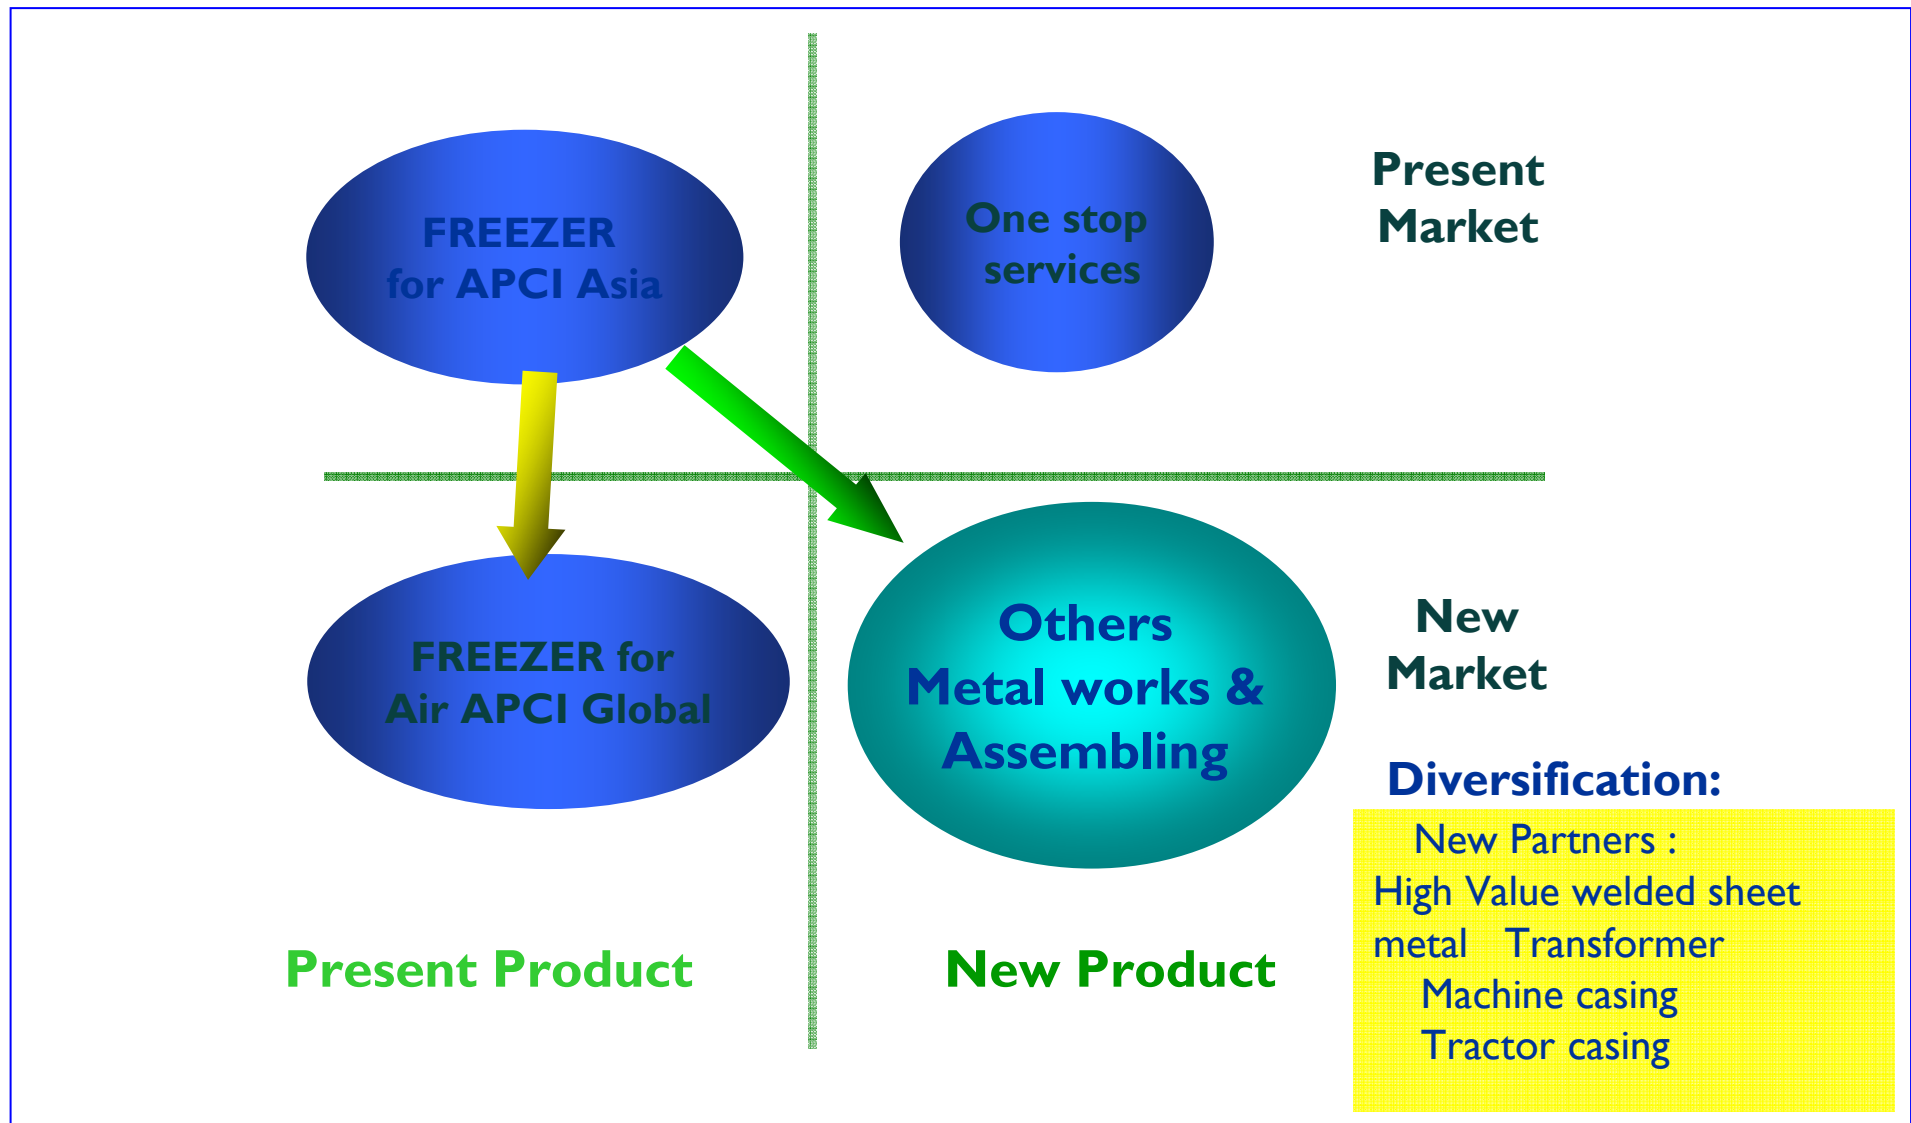 FREEZER
for APCI Asia
One stop
services
Present
Market
FREEZER for
Air APCI Global
Others
Metal works &
Assembling
New
Market
Diversification:
New Partners :
High Value welded sheet
metal Transformer
Machine casing
Tractor casing
Present Product
New Product